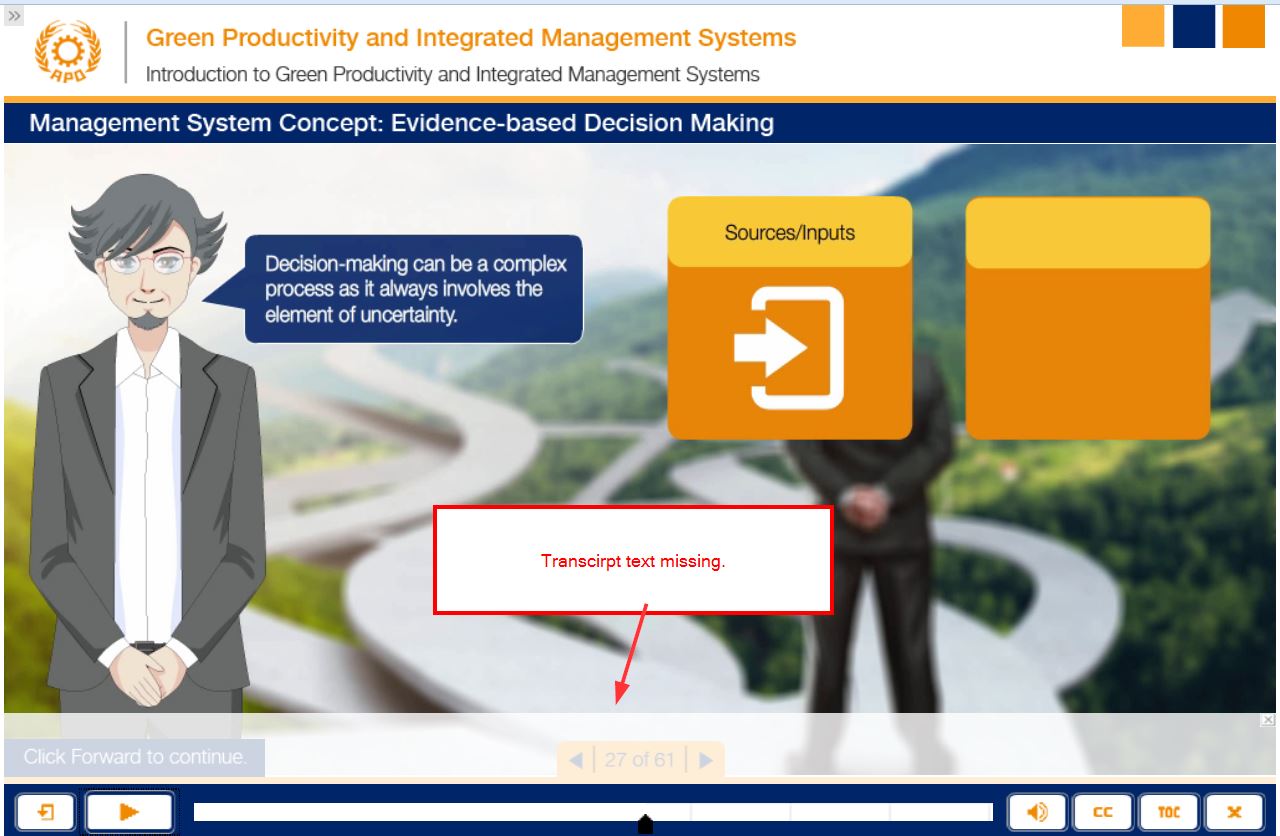 »
APO
Green Productivity and Integrated Management Systems
Introduction to Green Productivity and Integrated Management Systems
Management System Concept: Evidence-based Decision Making
Decision-making can be a complex
process as it always involves the
element of uncertainty.
Sources/Inputs
Transcirpt text missing.
Click Forward to continue.
27 of 61
CC
TOC